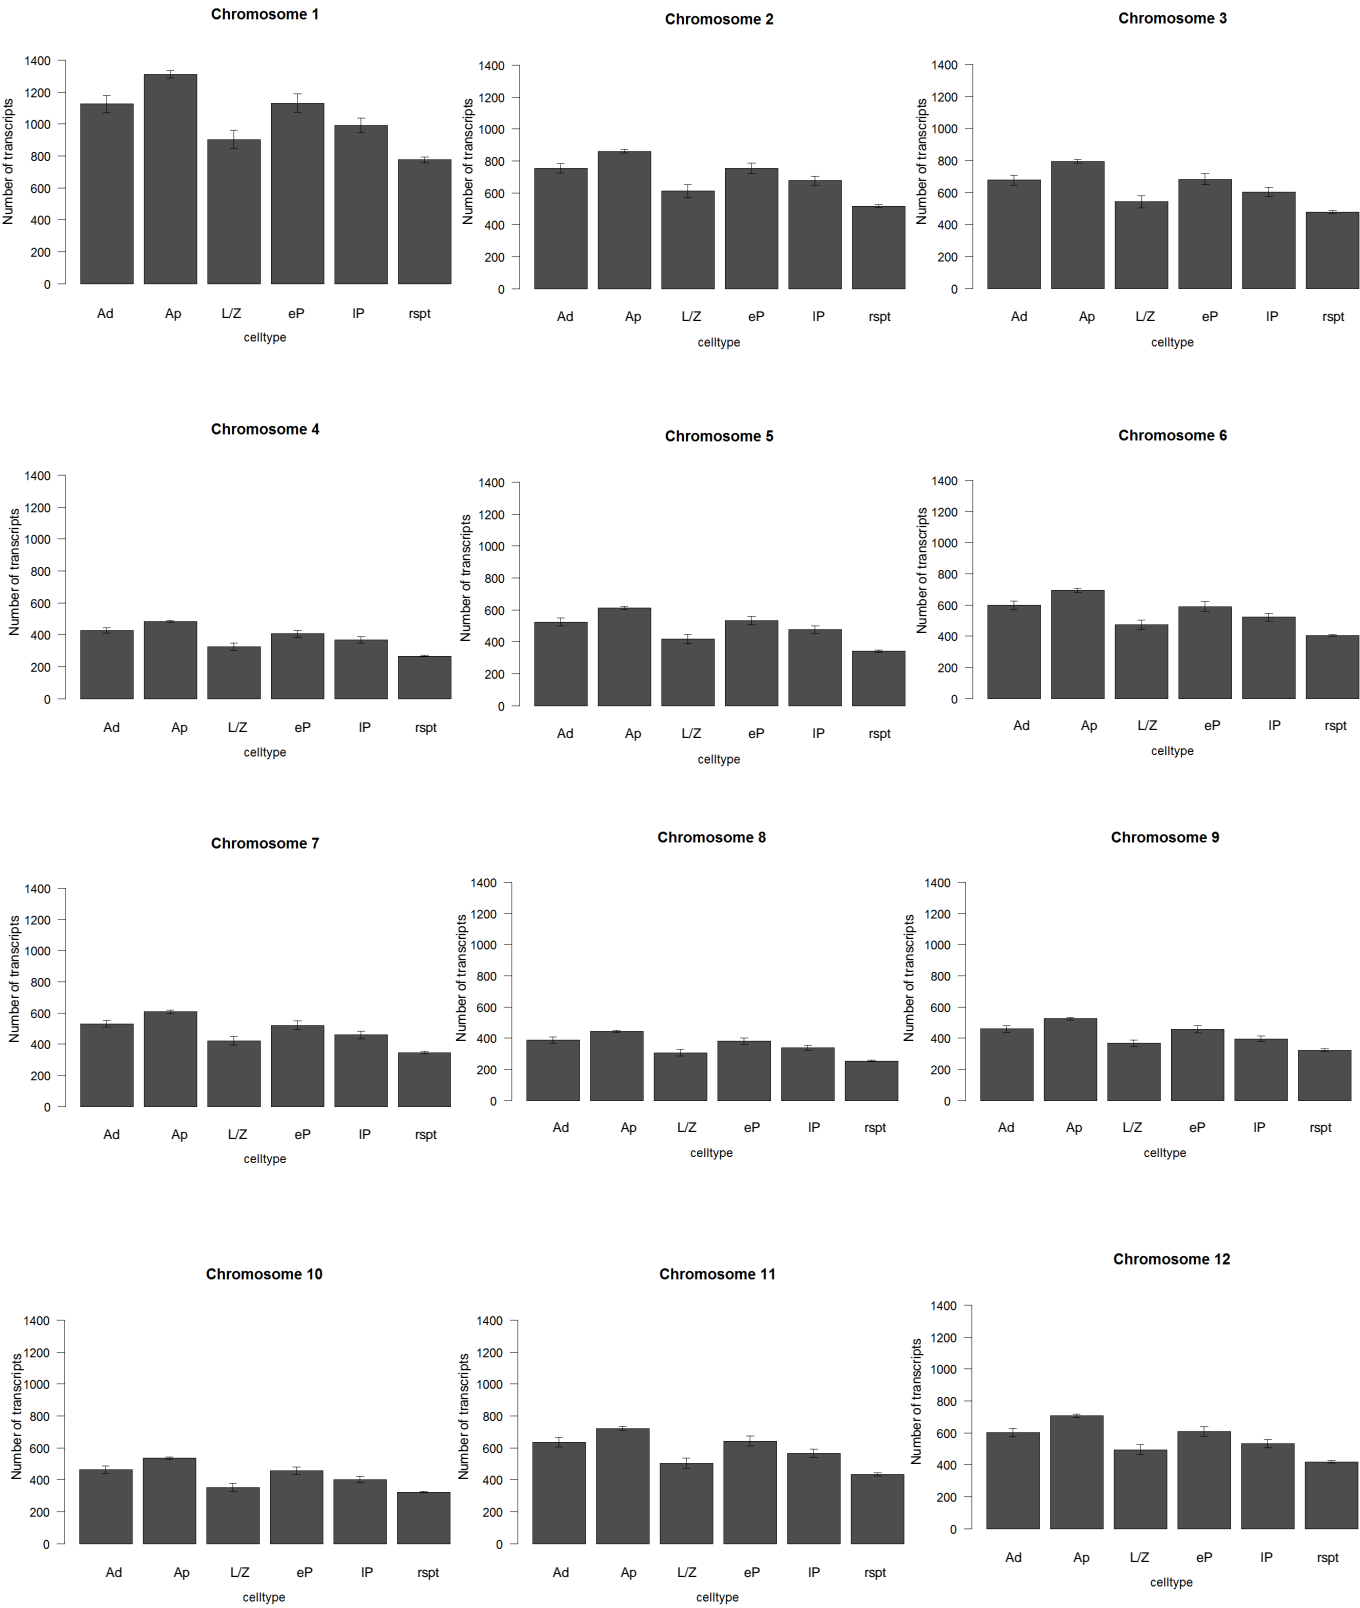 Chromosome 1
Number of transcripts
1400
1200
1000
800
600
400
200
0
Ad Ap L/Z eP lP rspt
celltype
Chromosome 2
Number of transcripts
1400
1200
1000
800
600
400
200
0
Ad Ap L/Z eP lP rspt
celltype
Chromosome 3
Number of transcripts
1400
1200
1000
800
600
400
200
0
Ad Ap L/Z eP lP rspt
celltype
Chromosome 4
Number of transcripts
1400
1200
1000
800
600
400
200
0
Ad Ap L/Z eP lP rspt
celltype
Chromosome 5
Number of transcripts
1400
1200
1000
800
600
400
200
0
Ad Ap L/Z eP lP rspt
celltype
Chromosome 6
Number of transcripts
1400
1200
1000
800
600
400
200
0
Ad Ap L/Z eP lP rspt
celltype
Chromosome 7
Number of transcripts
1400
1200
1000
800
600
400
200
0
Ad Ap L/Z eP lP rspt
celltype
Chromosome 8
Number of transcripts
1400
1200
1000
800
600
400
200
0
Ad Ap L/Z eP lP rspt
celltype
Chromosome 9
Number of transcripts
1400
1200
1000
800
600
400
200
0
Ad Ap L/Z eP lP rspt
celltype
Chromosome 10
Number of transcripts
1400
1200
1000
800
600
400
200
0
Ad Ap L/Z eP lP rspt
celltype
Chromosome 11
Number of transcripts
1400
1200
1000
800
600
400
200
0
Ad Ap L/Z eP lP rspt
celltype
Chromosome 12
Number of transcripts
1400
1200
1000
800
600
400
200
0
Ad Ap L/Z eP lP rspt
celltype